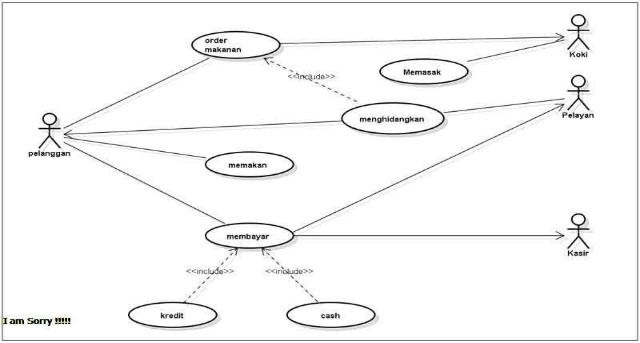 order
makanan
Koki
<<include>>
Memasak
menghidangkan
Pelayan
pelanggan
memakan
membayar
Kasir
<<include>>
<<include>>
kredit
cash
I am Sorry !!!!!